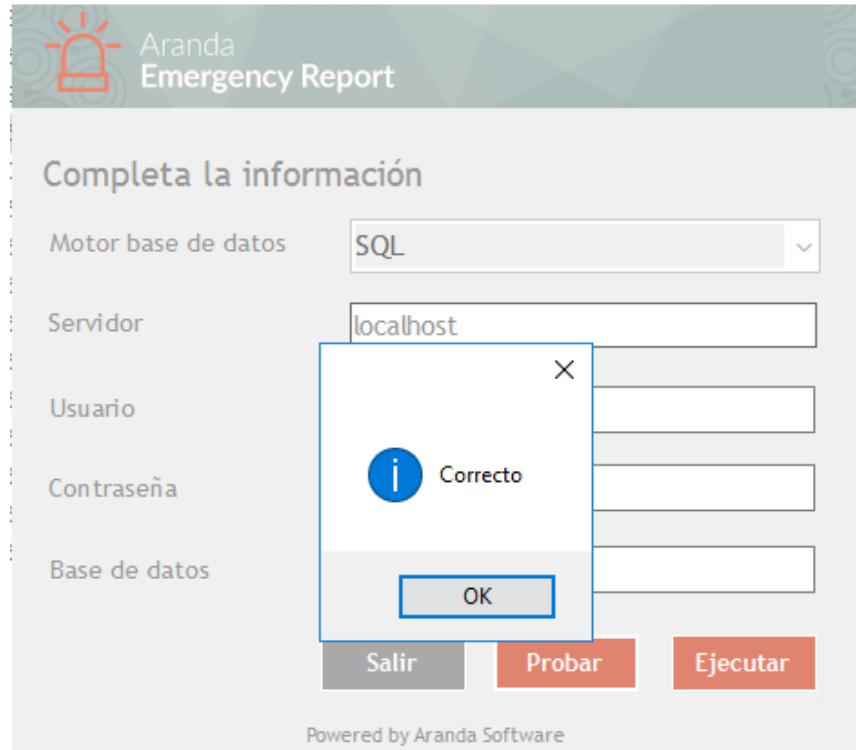 Aranda
Emergency Report
Completa la información
Motor base de datos
SQL
Servidor
localhost
Usuario
Contraseña
Base de datos
Correcto
OK
Salir
Probar
Ejecutar
Powered by Aranda Software